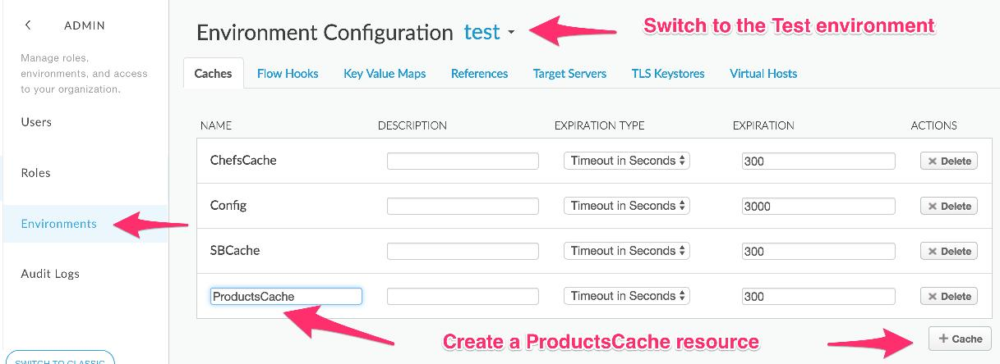 ADMIN
Manage roles,
environments, and access
to your organization.
Users
Roles
Environments
Audit Logs
SWITCH TO CLASSIC
Environment Configuration test
Switch to the Test environment
Caches Flow Hooks Key Value Maps References Target Servers TLS Keystores Virtual Hosts
NAME DESCRIPTION EXPIRATION TYPE EXPIRATION ACTIONS
ChefsCache Timeout in Seconds 300 Delete
Config Timeout in Seconds 3000 Delete
SBCache Timeout in Seconds 300 Delete
ProductsCache Timeout in Seconds 300 Delete
Create a ProductsCache resource
+ Cache